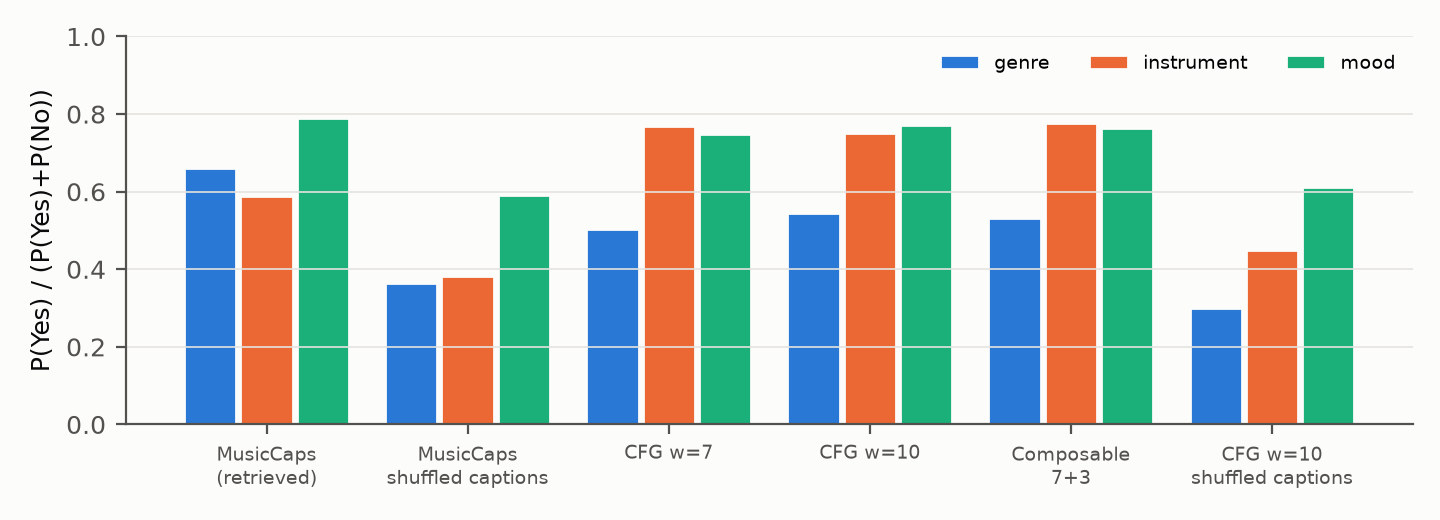 P(Yes) / (P(Yes)+P(No))
1.0
0.8
0.6
0.4
0.2
0.0
genre
instrument
mood
MusicCaps
(retrieved)
MusicCaps
shuffled captions
CFG w=7
CFG w=10
Composable
7+3
CFG w=10
shuffled captions